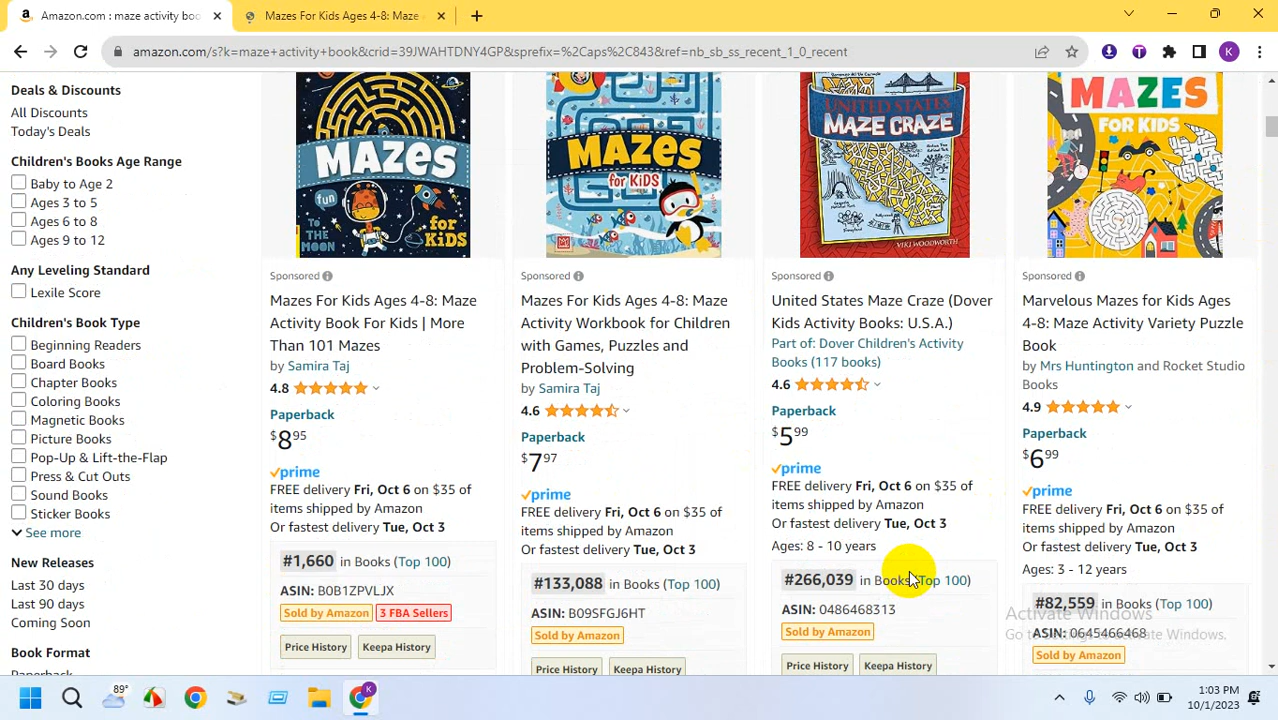 Amazon.com : maze activity boo
Mazes For Kids Ages 4-8: Maze
amazon.com/s?k=maze+activity+book&crid=39JWAHTDNY4GP&sprefix=%2Caps%2C843&ref=nb_sb_ss_recent_1_0_recent
T
K
Deals & Discounts
All Discounts
Today's Deals
Children's Books Age Range
Baby to Age 2
Ages 3 to 5
Ages 6 to 8
Ages 9 to 12
Any Leveling Standard
Lexile Score
Children's Book Type
Beginning Readers
Board Books
Chapter Books
Coloring Books
Magnetic Books
Picture Books
Pop-Up & Lift-the-Flap
Press & Cut Outs
Sound Books
Sticker Books
See more
New Releases
Last 30 days
Last 90 days
Coming Soon
Book Format
Paperback
MAZES
fun
TO THE MOON
for KiDS
Sponsored
Mazes For Kids Ages 4-8: Maze
Activity Book For Kids | More
Than 101 Mazes
by Samira Taj
4.8
Paperback
$8 95
prime
FREE delivery Fri, Oct 6 on $35 of
items shipped by Amazon
Or fastest delivery Tue, Oct 3
#1,660 in Books (Top 100)
ASIN: B0B1ZPVLJX
Sold by Amazon 3 FBA Sellers
Price History Keepa History
MAZES
for KiDS
Sponsored
Mazes For Kids Ages 4-8: Maze
Activity Workbook for Children
with Games, Puzzles and
Problem-Solving
by Samira Taj
4.6
Paperback
$7 97
prime
FREE delivery Fri, Oct 6 on $35 of
items shipped by Amazon
Or fastest delivery Tue, Oct 3
#133,088 in Books (Top 100)
ASIN: B09SFGJ6HT
Sold by Amazon
Price History Keepa History
UNITED STATES
MAZE CRAZE
VIKI WOODWORTH
Sponsored
United States Maze Craze (Dover
Kids Activity Books: U.S.A.)
Part of: Dover Children's Activity
Books (117 books)
4.6
Paperback
$5 99
prime
FREE delivery Fri, Oct 6 on $35 of
items shipped by Amazon
Or fastest delivery Tue, Oct 3
Ages: 8 - 10 years
#266,039 in Books (Top 100)
ASIN: 0486468313
Sold by Amazon
Price History Keepa History
MAZES
FOR KIDS
Sponsored
Marvelous Mazes for Kids Ages
4-8: Maze Activity Variety Puzzle
Book
by Mrs Huntington and Rocket Studio
Books
4.9
Paperback
$6 99
prime
FREE delivery Fri, Oct 6 on $35 of
items shipped by Amazon
Or fastest delivery Tue, Oct 3
Ages: 3 - 12 years
#82,559 in Books (Top 100)
ASIN: 0645466468
Sold by Amazon
Activate Windows
Go to Settings to activate Windows.
89°
K
1:03 PM
10/1/2023